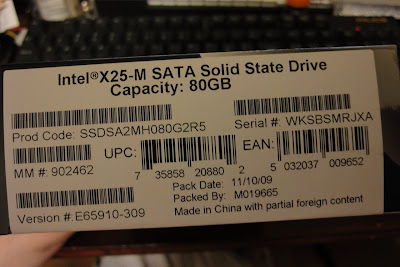 Intel®X25-M SATA Solid State Drive
Capacity: 80GB
Prod Code: SSDSA2MH080G2R5
Serial #: WKSBSMRJXA
MM #: 902462
UPC:
7 35858 20880 2
EAN:
5 032037 009652
Pack Date: 11/10/09
Packed By: M019665
Version #:E65910-309
Made in China with partial foreign content